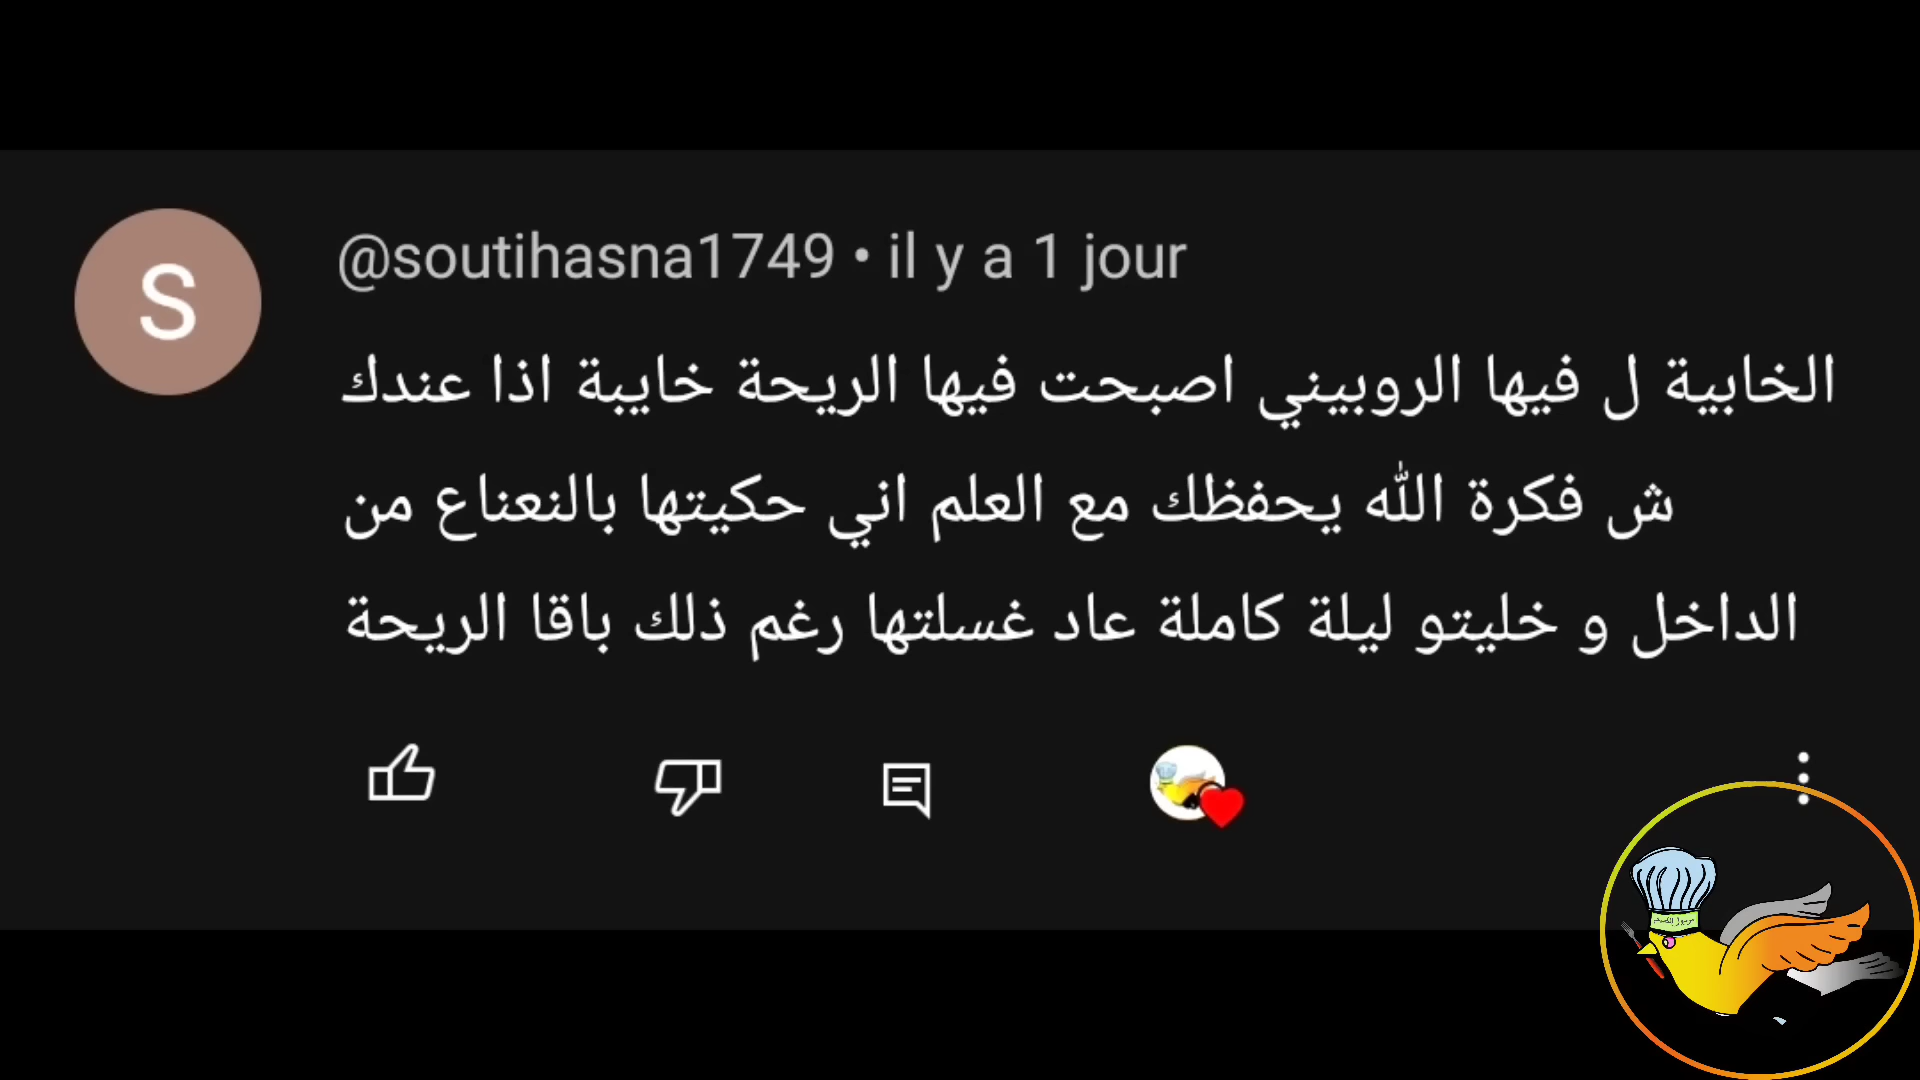 @soutihasna1749 • il y a 1 jour
الخابية ل فيها الروبيني اصبحت فيها الريحة خايبة اذا عندك
ش فكرة الله يحفظك مع العلم اني حكيتها بالنعناع من
الداخل و خليتو ليلة كاملة عاد غسلتها رغم ذلك باقا الريحة
S